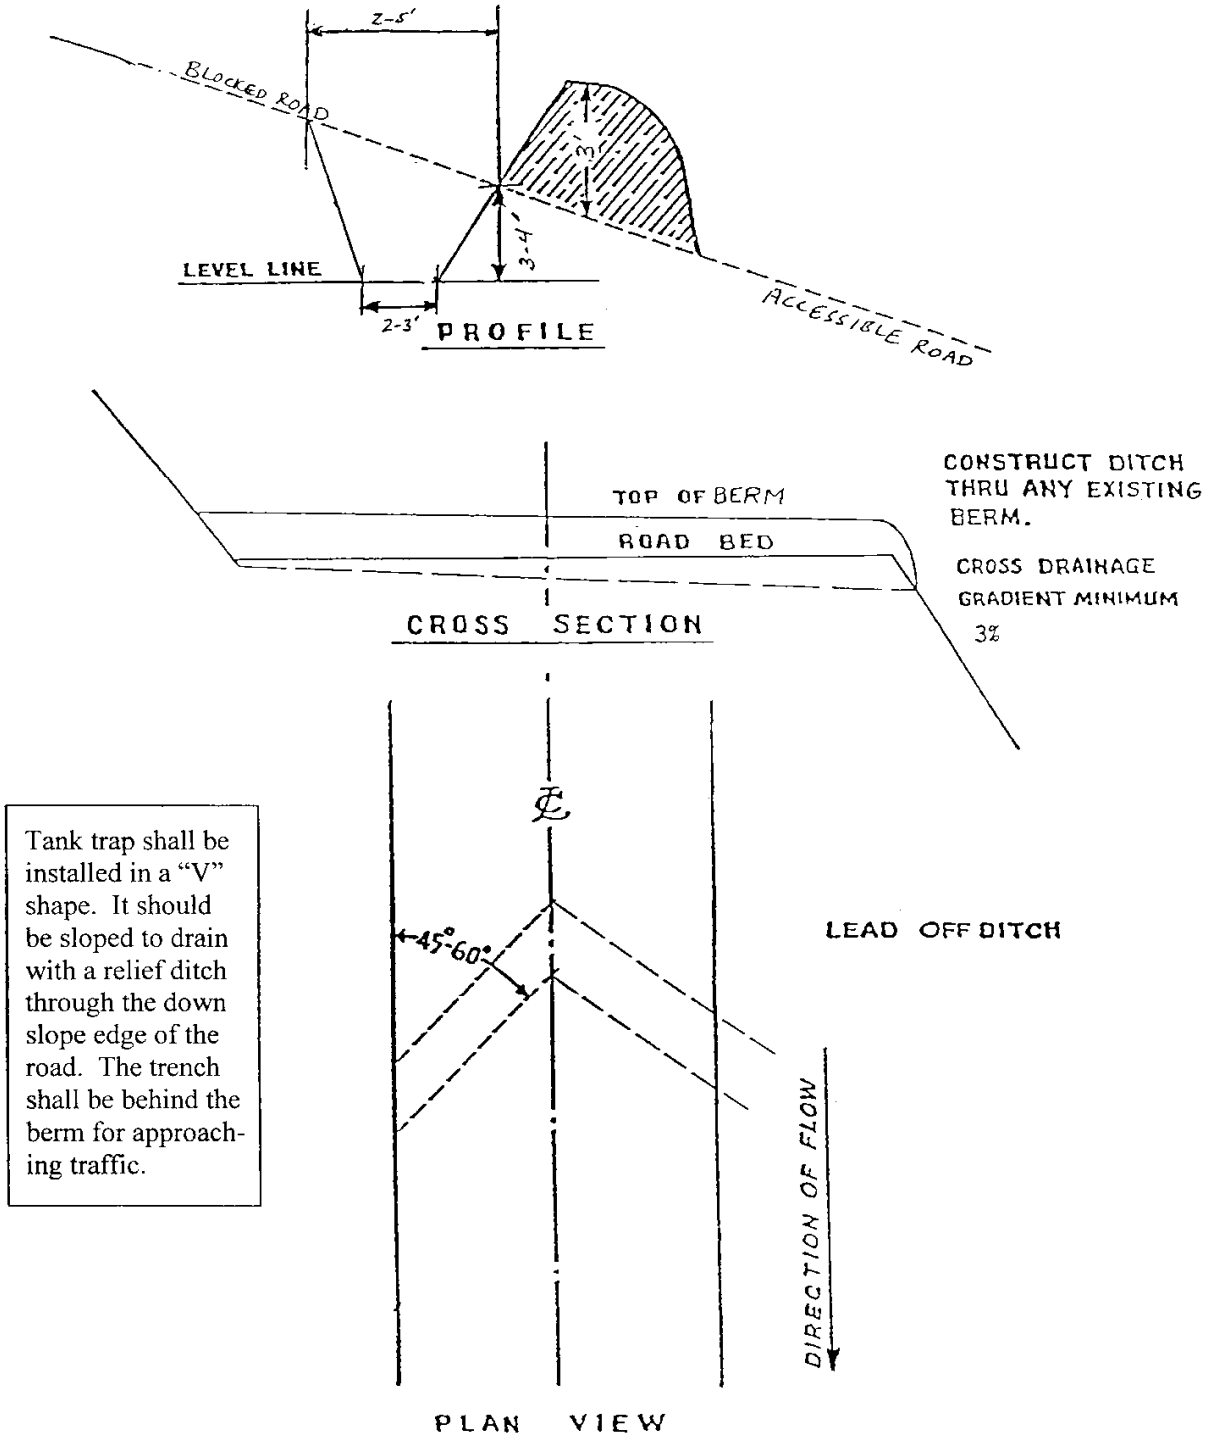 2-5'
BLOCKED ROAD
3'
3-4'
LEVEL LINE
2-3'
PROFILE
ACCESSIBLE ROAD
CONSTRUCT DITCH
THRU ANY EXISTING
BERM.
TOP OF BERM
ROAD BED
CROSS DRAINAGE
GRADIENT MINIMUM
3%
CROSS SECTION
℄
Tank trap shall be
installed in a “V”
shape. It should
be sloped to drain
with a relief ditch
through the down
slope edge of the
road. The trench
shall be behind the
berm for approach-
ing traffic.
45°-60°
LEAD OFF DITCH
DIRECTION OF FLOW
PLAN VIEW